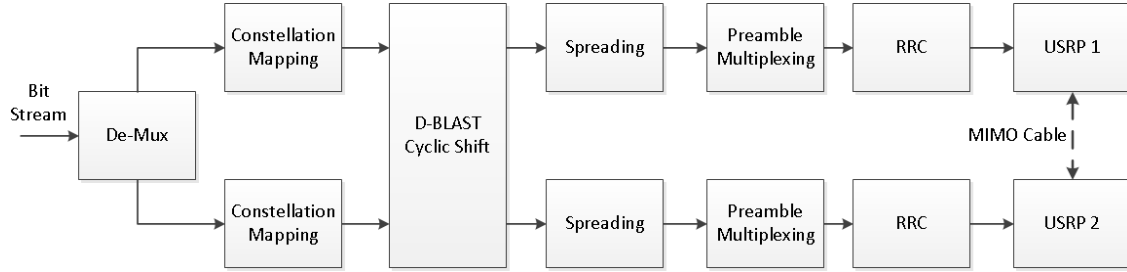 Bit
Stream
De-Mux
Constellation
Mapping
D-BLAST
Cyclic Shift
Spreading
Preamble
Multiplexing
RRC
USRP 1
MIMO Cable
Constellation
Mapping
Spreading
Preamble
Multiplexing
RRC
USRP 2